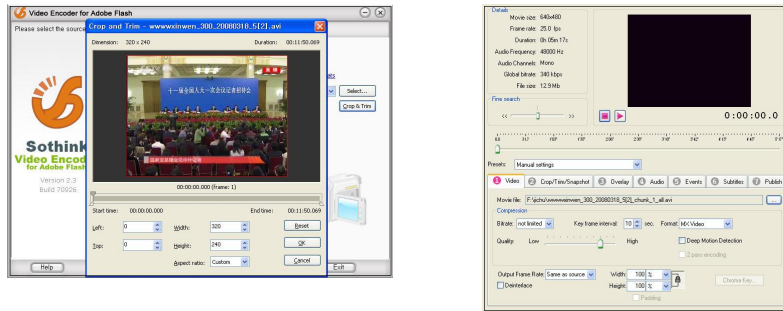 Video Encoder for Adobe Flash
Please select the source
Crop and Trim - wwwwxinwen_300_20080318_5[2].avi
Dimension: 320 x 240 Duration: 00:11:50.069
十一届全国人大一次会议记者招待会
00:00:00.000 (frame: 1)
Start time: 00:00:00.000 End time: 00:11:50.069
Left: 0 Width: 320 Reset
Top: 0 Height: 240 OK
Aspect ratio: Custom Cancel
Select...
Crop & Trim
Sothink
Video Encod
for Adobe Flash
Version 2.3
Build 70926
Help
Exit
Details
Movie size: 640x480
Frame rate: 25.0 fps
Duration: 0h 05m 17s
Audio Frequency: 48000 Hz
Audio Channels: Mono
Global bitrate: 340 kbps
File size: 12.9 Mb
Fine search
<< >>
0:00:00.0
Presets: Manual settings
1 Video 2 Crop/Trim/Snapshot 3 Overlay 4 Audio 5 Events 6 Subtitles 7 Publish
Compression
Bitrate: not limited Key frame interval: 10 sec. Format: MX Video
Quality: Low High Deep Motion Detection
2 pass encoding
Output Frame Rate: Same as source Width: 100 %
Deinterlace Height: 100 % Chroma Key...
Padding